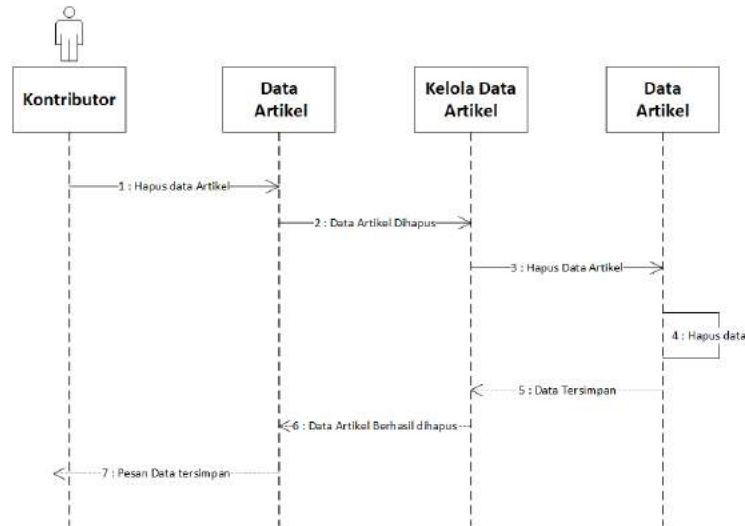 Kontributor
Data
Artikel
Kelola Data
Artikel
Data
Artikel
1 : Hapus data Artikel
2 : Data Artikel Dihapus
3 : Hapus Data Artikel
4 : Hapus data
5 : Data Tersimpan
6 : Data Artikel Berhasil dihapus
7 : Pesan Data tersimpan